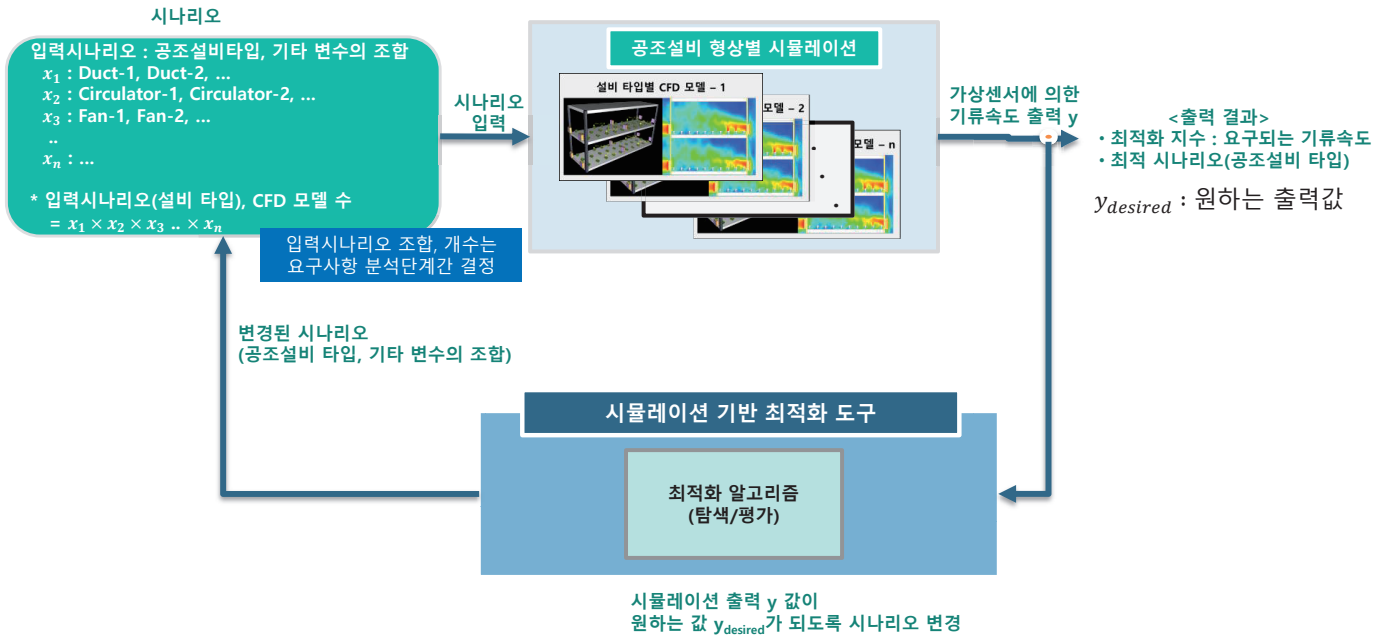 시나리오
입력시나리오 : 공조설비타입, 기타 변수의 조합
x₁ : Duct-1, Duct-2, ...
x₂ : Circulator-1, Circulator-2, ...
x₃ : Fan-1, Fan-2, ...
..
xₙ : ...
* 입력시나리오(설비 타입), CFD 모델 수
= x₁ × x₂ × x₃ .. × xₙ
입력시나리오 조합, 개수는
요구사항 분석단계간 결정
시나리오
입력
공조설비 형상별 시뮬레이션
설비 타입별 CFD 모델 – 1
모델 – 2
모델 – n
가상센서에 의한
기류속도 출력 y
<출력 결과>
・최적화 지수 : 요구되는 기류속도
・최적 시나리오(공조설비 타입)
y_desired : 원하는 출력값
변경된 시나리오
(공조설비 타입, 기타 변수의 조합)
시뮬레이션 기반 최적화 도구
최적화 알고리즘
(탐색/평가)
시뮬레이션 출력 y 값이
원하는 값 y_desired가 되도록 시나리오 변경